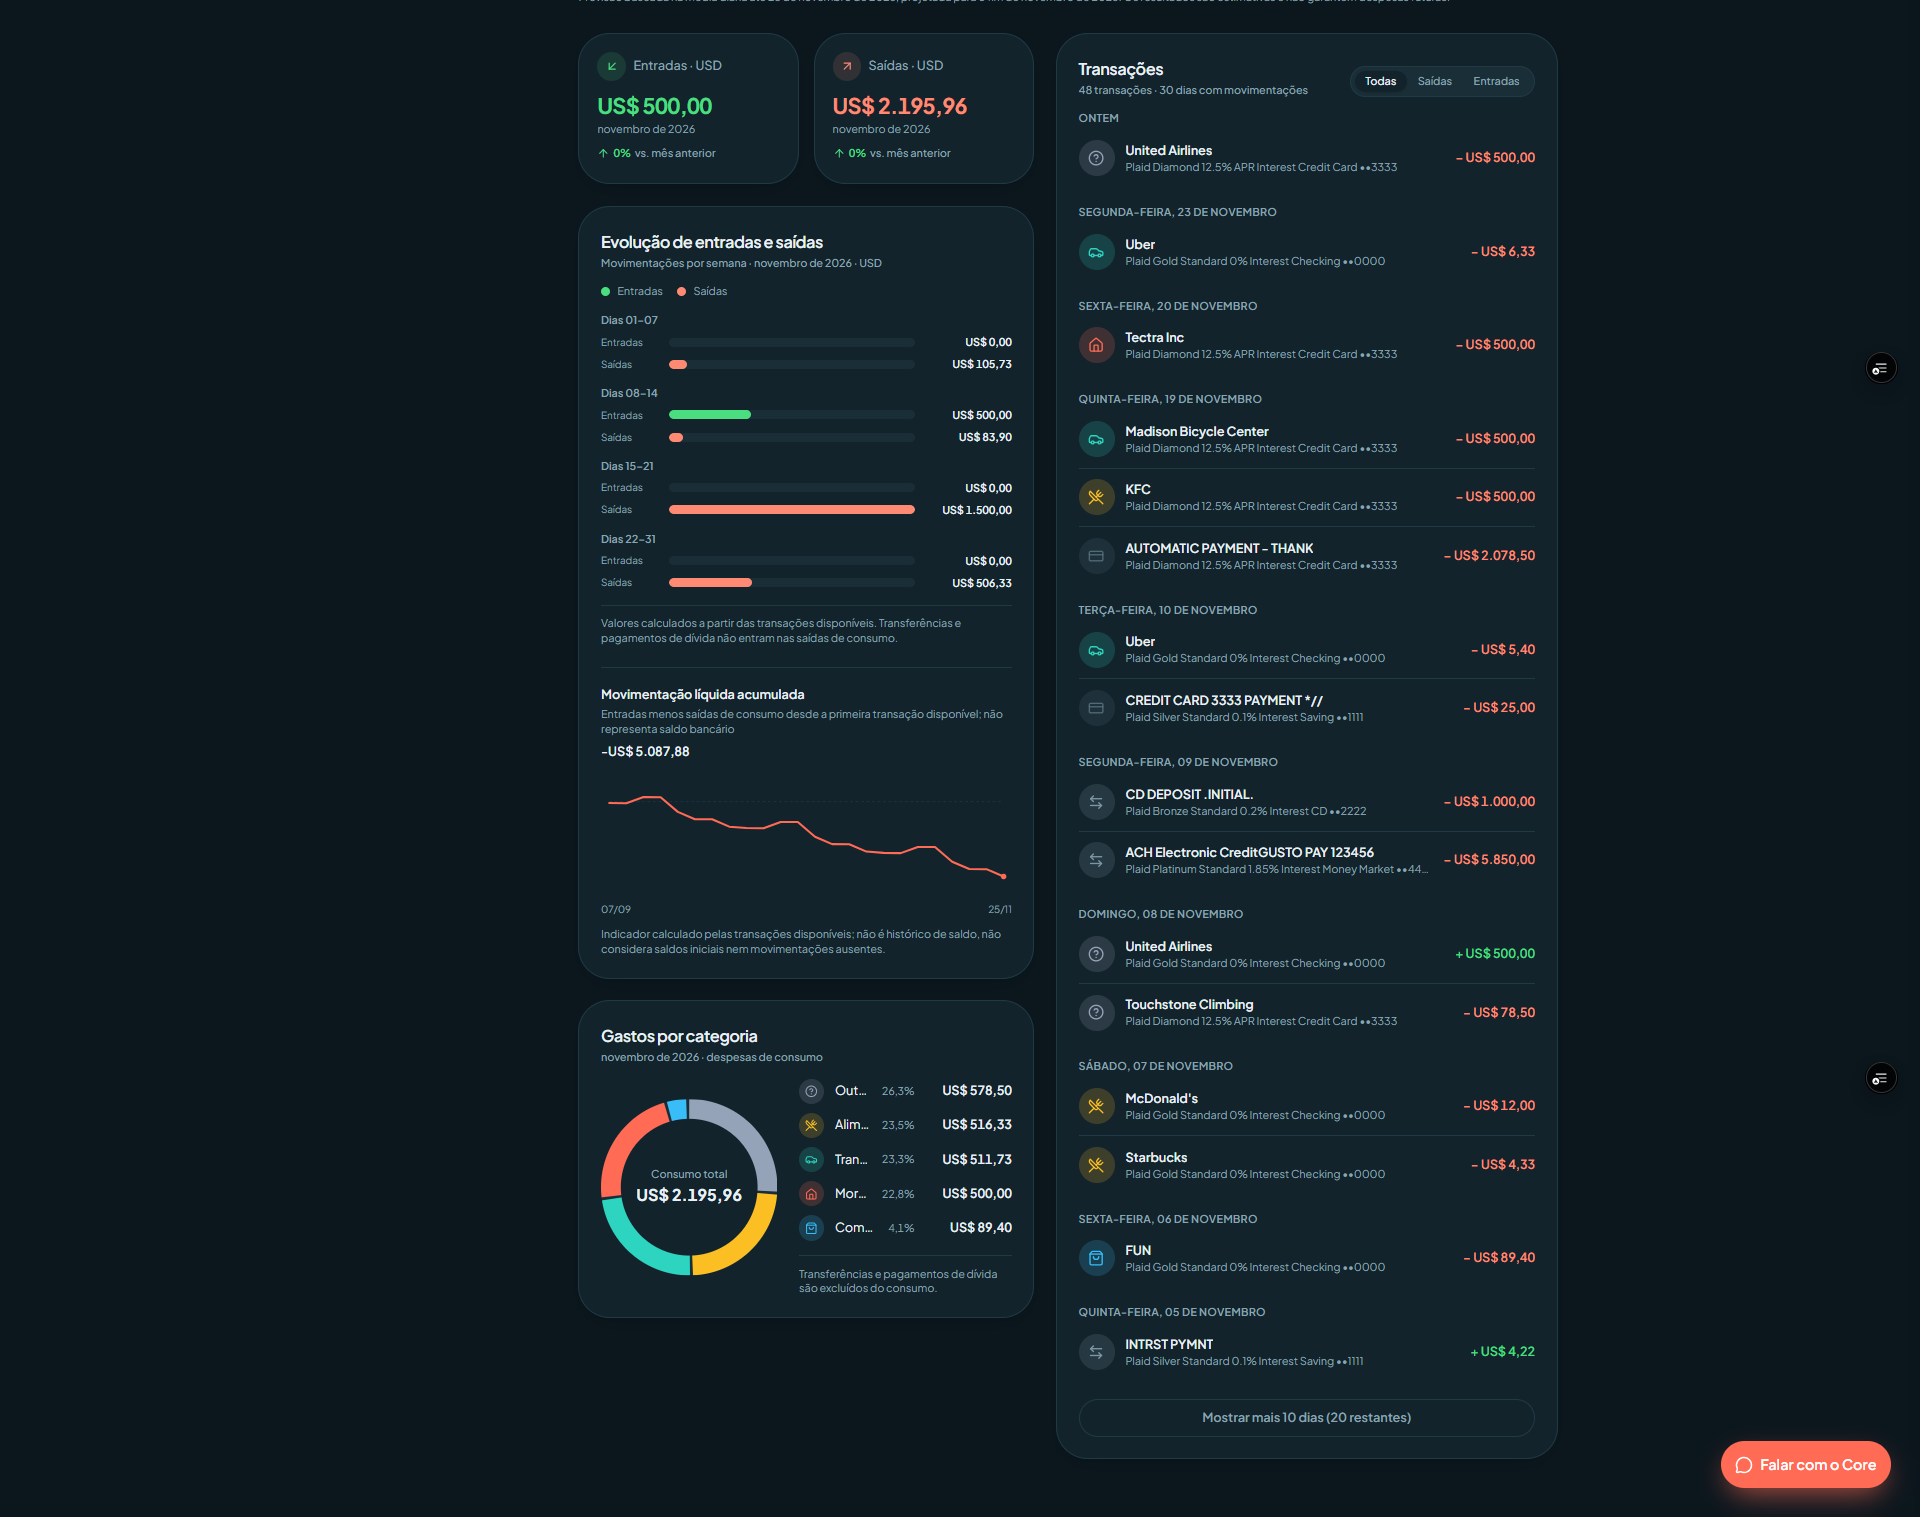 Entradas · USD
US$ 500,00
novembro de 2026
↑ 0% vs. mês anterior
Saídas · USD
US$ 2.195,96
novembro de 2026
↑ 0% vs. mês anterior
Evolução de entradas e saídas
Movimentações por semana · novembro de 2026 · USD
Entradas
Saídas
Dias 01–07
Entradas US$ 0,00
Saídas US$ 105,73
Dias 08–14
Entradas US$ 500,00
Saídas US$ 83,90
Dias 15–21
Entradas US$ 0,00
Saídas US$ 1.500,00
Dias 22–31
Entradas US$ 0,00
Saídas US$ 506,33
Valores calculados a partir das transações disponíveis. Transferências e
pagamentos de dívida não entram nas saídas de consumo.
Movimentação líquida acumulada
Entradas menos saídas de consumo desde a primeira transação disponível; não
representa saldo bancário
-US$ 5.087,88
07/09
25/11
Indicador calculado pelas transações disponíveis; não é histórico de saldo, não
considera saldos iniciais nem movimentações ausentes.
Gastos por categoria
novembro de 2026 · despesas de consumo
Consumo total
US$ 2.195,96
Out... 26,3% US$ 578,50
Alim... 23,5% US$ 516,33
Tran... 23,3% US$ 511,73
Mor... 22,8% US$ 500,00
Com... 4,1% US$ 89,40
Transferências e pagamentos de dívida
são excluídos do consumo.
Transações
48 transações · 30 dias com movimentações
Todas Saídas Entradas
ONTEM
United Airlines
Plaid Diamond 12.5% APR Interest Credit Card ••3333
– US$ 500,00
SEGUNDA-FEIRA, 23 DE NOVEMBRO
Uber
Plaid Gold Standard 0% Interest Checking ••0000
– US$ 6,33
SEXTA-FEIRA, 20 DE NOVEMBRO
Tectra Inc
Plaid Diamond 12.5% APR Interest Credit Card ••3333
– US$ 500,00
QUINTA-FEIRA, 19 DE NOVEMBRO
Madison Bicycle Center
Plaid Diamond 12.5% APR Interest Credit Card ••3333
– US$ 500,00
KFC
Plaid Diamond 12.5% APR Interest Credit Card ••3333
– US$ 500,00
AUTOMATIC PAYMENT - THANK
Plaid Diamond 12.5% APR Interest Credit Card ••3333
– US$ 2.078,50
TERÇA-FEIRA, 10 DE NOVEMBRO
Uber
Plaid Gold Standard 0% Interest Checking ••0000
– US$ 5,40
CREDIT CARD 3333 PAYMENT *//
Plaid Silver Standard 0.1% Interest Saving ••1111
– US$ 25,00
SEGUNDA-FEIRA, 09 DE NOVEMBRO
CD DEPOSIT .INITIAL.
Plaid Bronze Standard 0.2% Interest CD ••2222
– US$ 1.000,00
ACH Electronic CreditGUSTO PAY 123456
Plaid Platinum Standard 1.85% Interest Money Market ••44...
– US$ 5.850,00
DOMINGO, 08 DE NOVEMBRO
United Airlines
Plaid Gold Standard 0% Interest Checking ••0000
+ US$ 500,00
Touchstone Climbing
Plaid Diamond 12.5% APR Interest Credit Card ••3333
– US$ 78,50
SÁBADO, 07 DE NOVEMBRO
McDonald's
Plaid Gold Standard 0% Interest Checking ••0000
– US$ 12,00
Starbucks
Plaid Gold Standard 0% Interest Checking ••0000
– US$ 4,33
SEXTA-FEIRA, 06 DE NOVEMBRO
FUN
Plaid Gold Standard 0% Interest Checking ••0000
– US$ 89,40
QUINTA-FEIRA, 05 DE NOVEMBRO
INTRST PYMNT
Plaid Silver Standard 0.1% Interest Saving ••1111
+ US$ 4,22
Mostrar mais 10 dias (20 restantes)
Falar com o Core